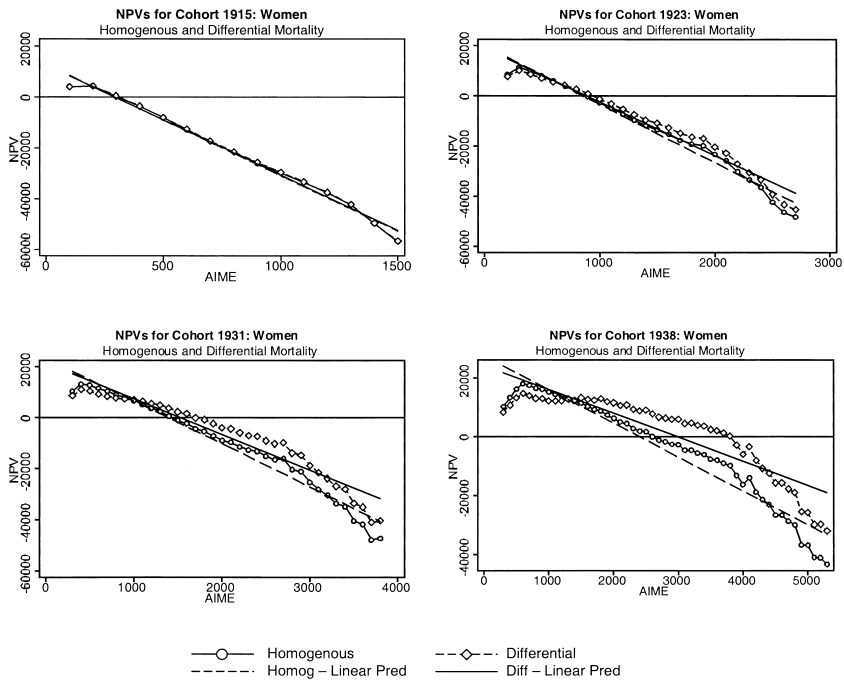 NPVs for Cohort 1915: Women
Homogenous and Differential Mortality
20000
0
-20000
-40000
-60000
NPV
0
500
1000
1500
AIME
NPVs for Cohort 1923: Women
Homogenous and Differential Mortality
20000
0
-20000
-40000
-60000
NPV
0
1000
2000
3000
AIME
NPVs for Cohort 1931: Women
Homogenous and Differential Mortality
20000
0
-20000
-40000
-60000
NPV
0
1000
2000
3000
4000
AIME
NPVs for Cohort 1938: Women
Homogenous and Differential Mortality
20000
0
-20000
-40000
NPV
0
1000
2000
3000
4000
5000
AIME
Homogenous
Differential
Homog – Linear Pred
Diff – Linear Pred